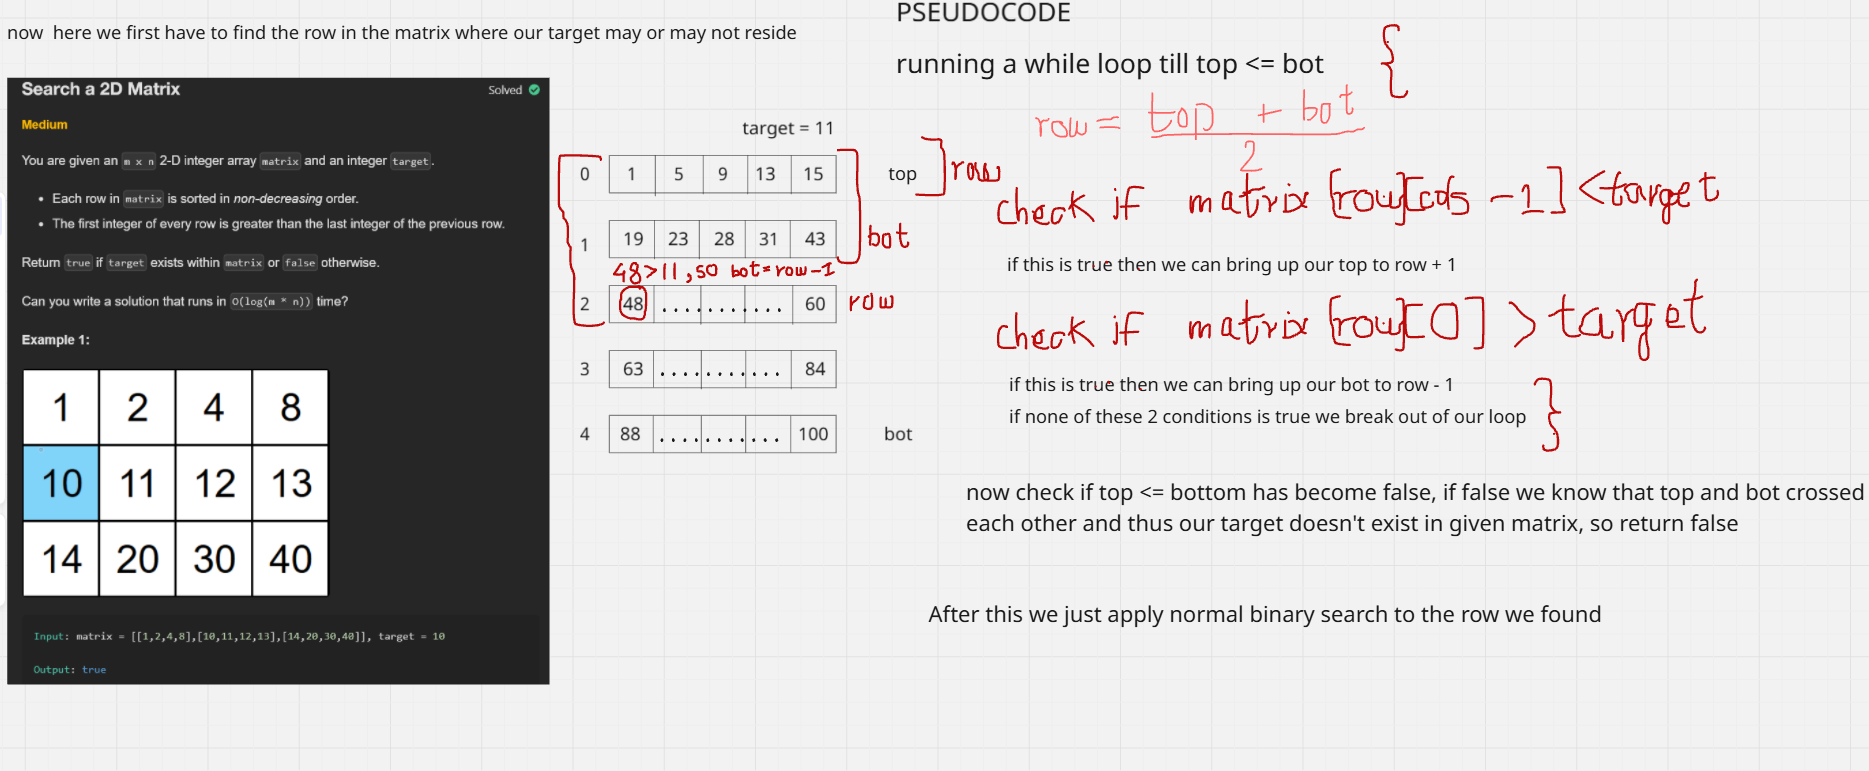 now  here we first have to find the row in the matrix where our target may or may not reside
Search a 2D Matrix
Solved
Medium
You are given an m x n 2-D integer array matrix and an integer target.
• Each row in matrix is sorted in non-decreasing order.
• The first integer of every row is greater than the last integer of the previous row.
Return true if target exists within matrix or false otherwise.
Can you write a solution that runs in O(log(m * n)) time?
Example 1:
1 2 4 8
10 11 12 13
14 20 30 40
Input: matrix = [[1,2,4,8],[10,11,12,13],[14,20,30,40]], target = 10
Output: true
target = 11
0 1 5 9 13 15 top row
1 19 23 28 31 43 bot
48>11, so bot=row-1
2 48 ............ 60 row
3 63 ............ 84
4 88 ............ 100 bot
PSEUDOCODE
running a while loop till top <= bot {
row = top + bot
2
check if matrix [row][cols -1] < target
if this is true then we can bring up our top to row + 1
check if matrix [row][0] > target
if this is true then we can bring up our bot to row - 1
if none of these 2 conditions is true we break out of our loop }
now check if top <= bottom has become false, if false we know that top and bot crossed
each other and thus our target doesn't exist in given matrix, so return false
After this we just apply normal binary search to the row we found